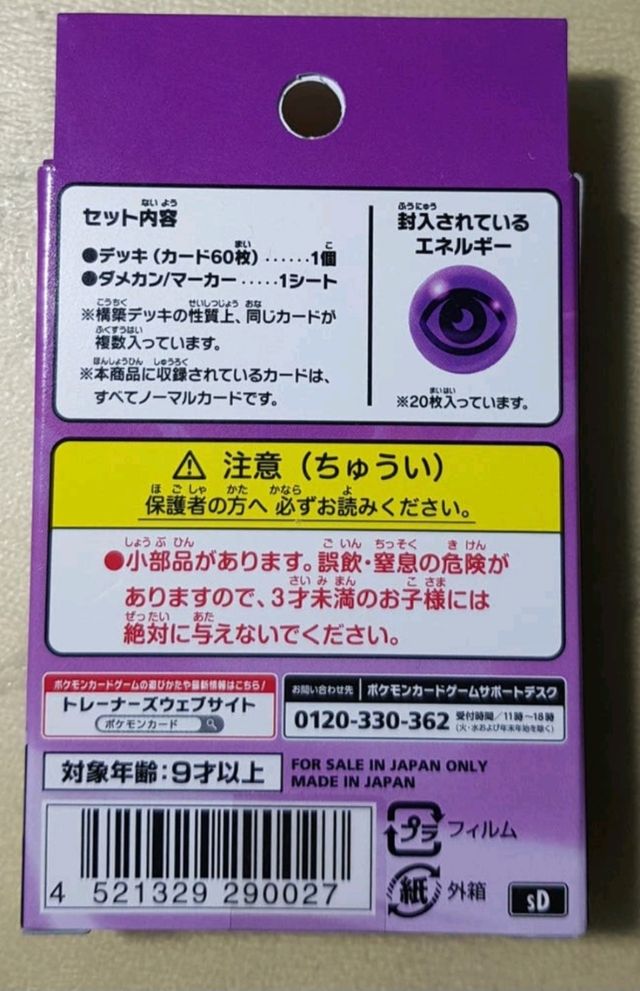 セット内容
●デッキ（カード60枚）‥‥‥1個
●ダメカン/マーカー‥‥‥1シート
※構築デッキの性質上、同じカードが
複数入っています。
※本商品に収録されているカードは、
すべてノーマルカードです。
封入されている
エネルギー
※20枚入っています。
⚠ 注意（ちゅうい）
保護者の方へ 必ずお読みください。
●小部品があります。誤飲・窒息の危険が
ありますので、3才未満のお子様には
絶対に与えないでください。
ポケモンカードゲームの遊びかたや最新情報はこちら!
トレーナーズウェブサイト
ポケモンカード
お問い合わせ先 ポケモンカードゲームサポートデスク
0120-330-362 受付時間/11時～18時
(火・水および年末年始を除く)
対象年齢:9才以上
FOR SALE IN JAPAN ONLY
MADE IN JAPAN
4 521329 290027
プラ フィルム
紙 外箱
sD